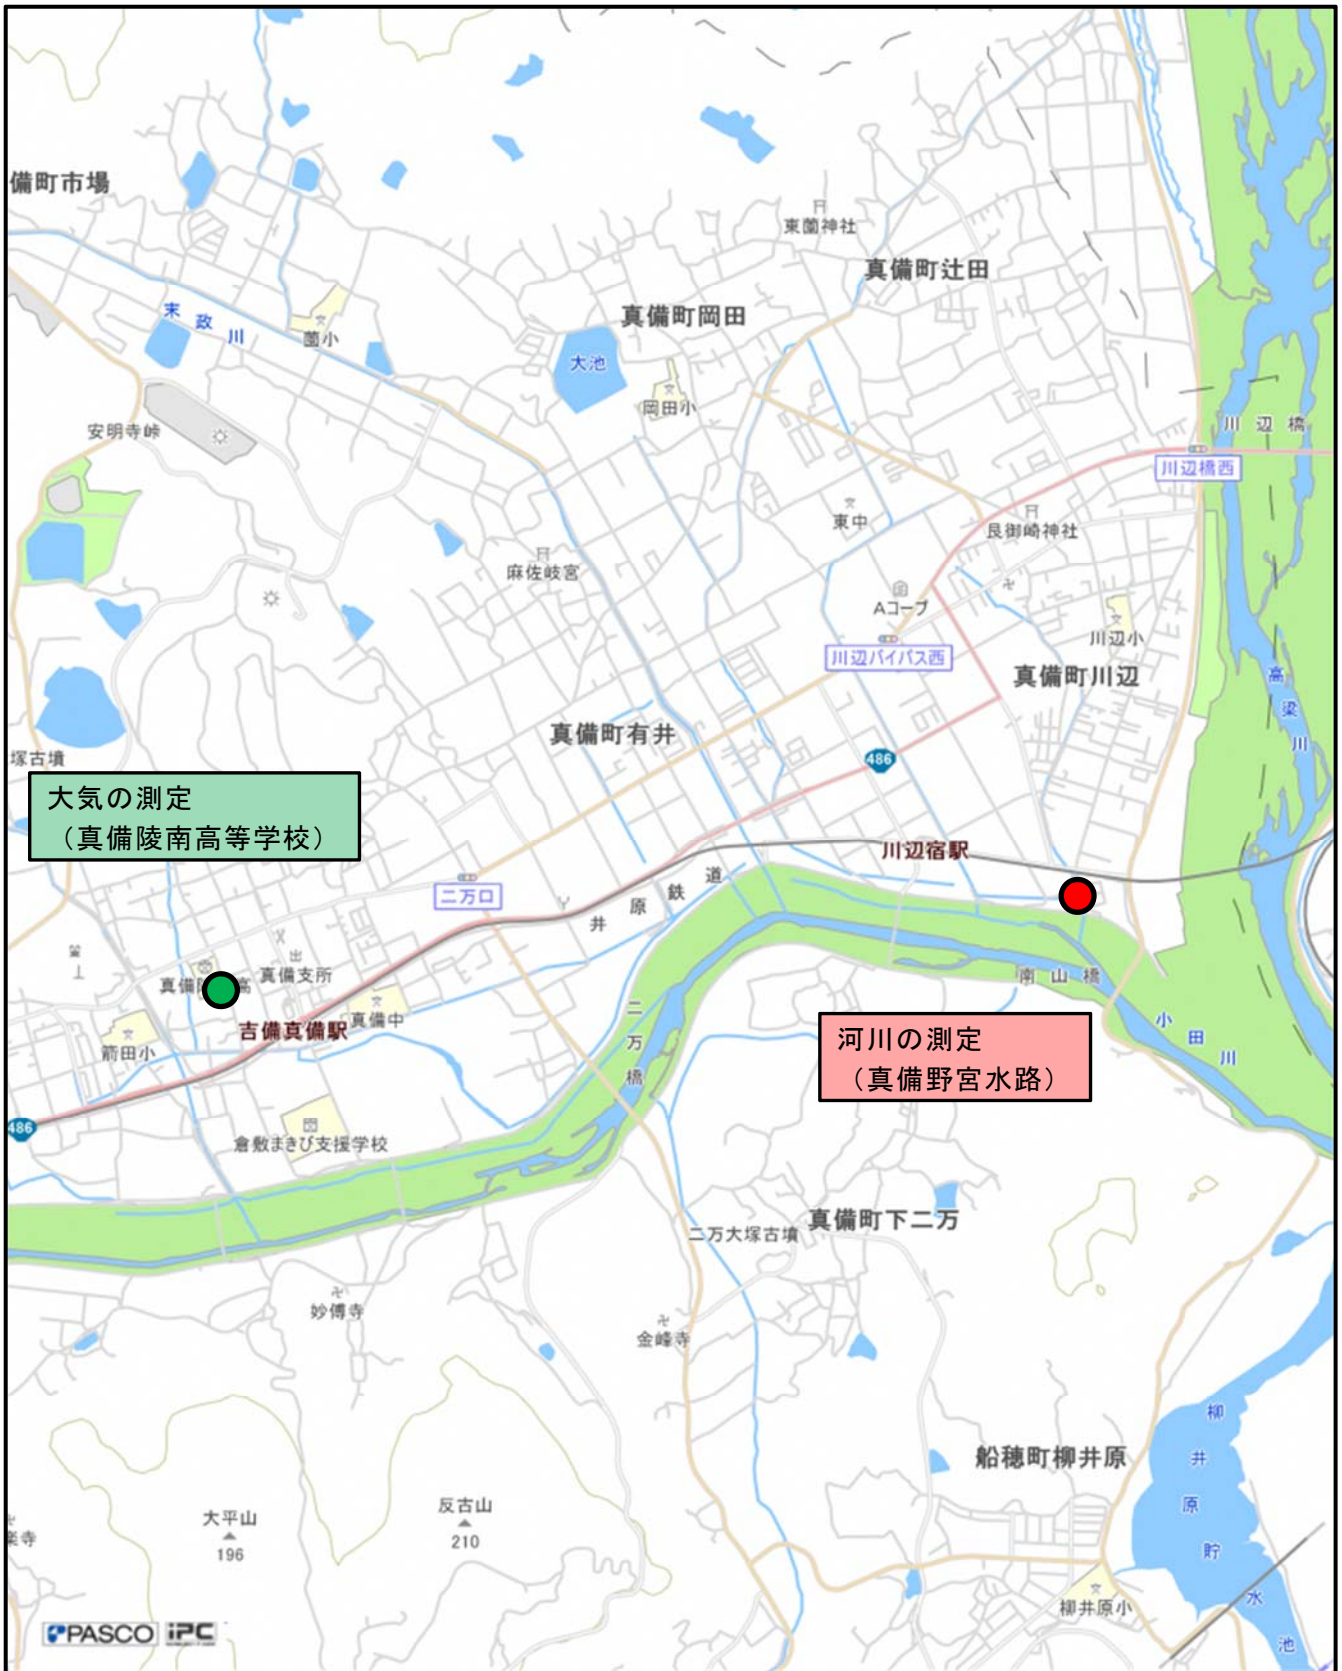 備町市場
東薗神社
真備町辻田
末政川
真備町岡田
薗小
大池
岡田小
川辺橋
安明寺峠
川辺橋西
東中
艮御崎神社
麻佐岐宮
Aコープ
川辺小
川辺バイパス西
真備町川辺
高梁川
真備町有井
塚古墳
486
大気の測定
(真備陵南高等学校)
川辺宿駅
二万口
井原鉄道
真備支所
真備
高
南山橋
真備中
吉備真備駅
二万橋
小田川
箭田小
河川の測定
(真備野宮水路)
486
倉敷まきび支援学校
二万大塚古墳
真備町下二万
妙傅寺
金峰寺
柳井原貯水池
船穂町柳井原
反古山
210
大平山
196
楽寺
柳井原小
PASCO iPC